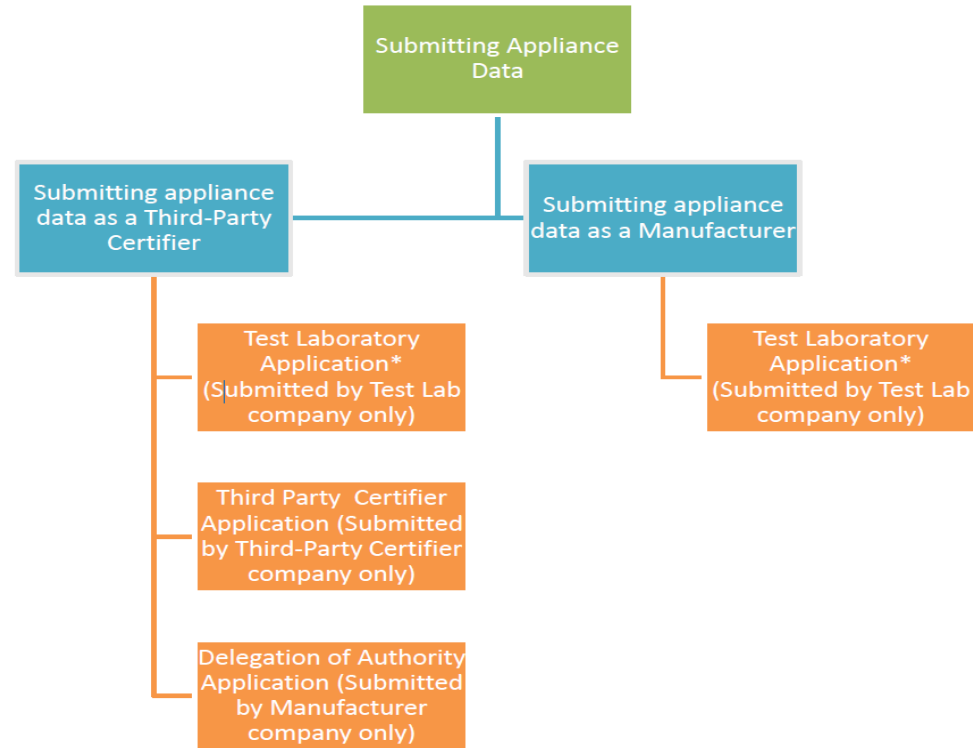 Submitting Appliance
Data
Submitting appliance
data as a Third-Party
Certifier
Submitting appliance
data as a Manufacturer
Test Laboratory
Application*
(Submitted by Test Lab
company only)
Third Party  Certifier
Application (Submitted
by Third-Party Certifier
company only)
Delegation of Authority
Application (Submitted
by Manufacturer
company only)
Test Laboratory
Application*
(Submitted by Test Lab
company only)